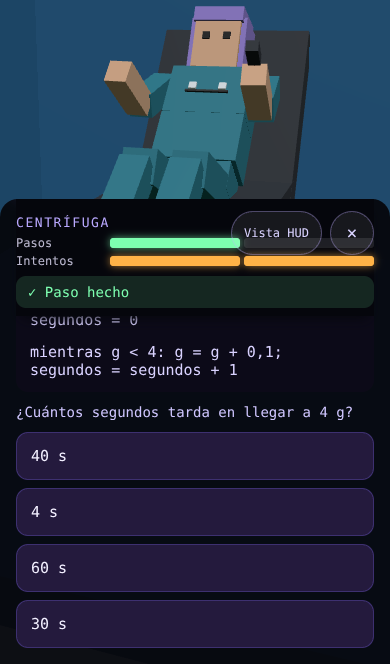 CENTRÍFUGA
Vista HUD
×
Pasos
Intentos
✓ Paso hecho
segundos = 0
mientras g < 4: g = g + 0,1;
segundos = segundos + 1
¿Cuántos segundos tarda en llegar a 4 g?
40 s
4 s
60 s
30 s